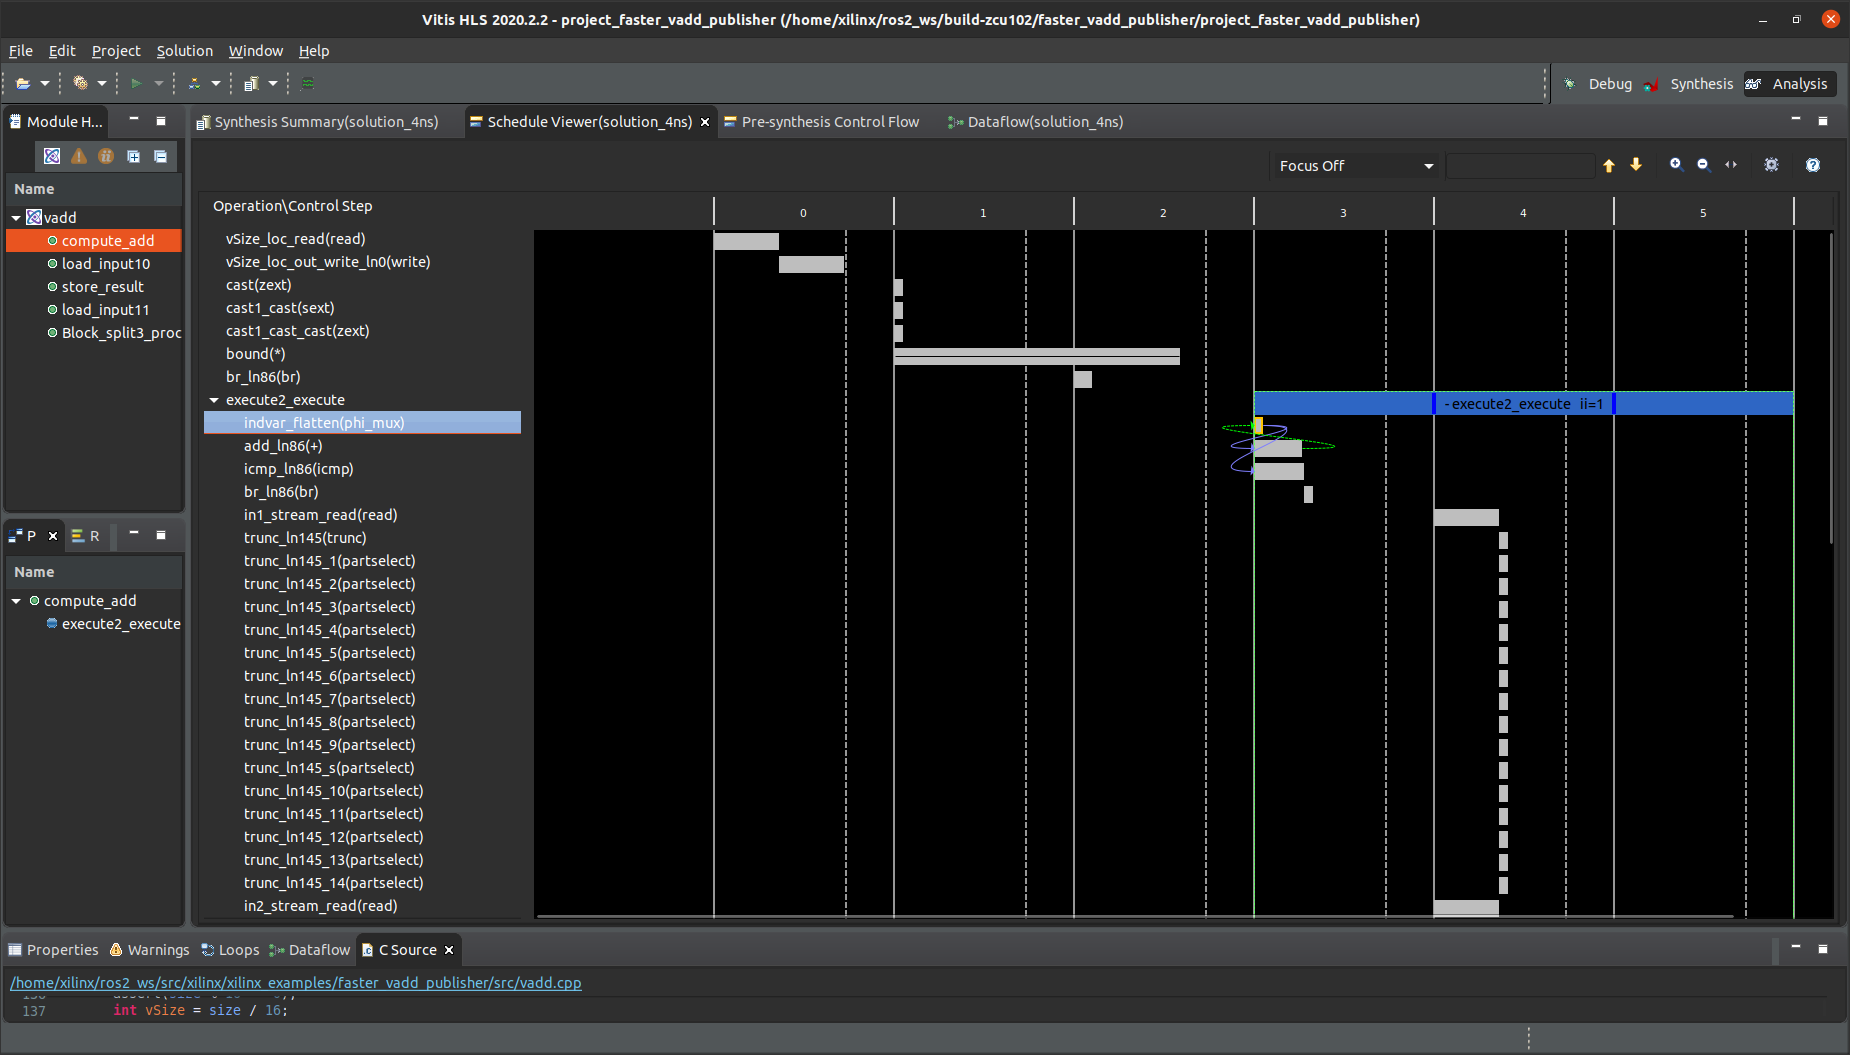 Vitis HLS 2020.2.2 - project_faster_vadd_publisher (/home/xilinx/ros2_ws/build-zcu102/faster_vadd_publisher/project_faster_vadd_publisher)
File Edit Project Solution Window Help
Debug Synthesis Analysis
Module H...
Name
vadd
compute_add
load_input10
store_result
load_input11
Block_split3_proc
P R
Name
compute_add
execute2_execute
Synthesis Summary(solution_4ns) Schedule Viewer(solution_4ns) Pre-synthesis Control Flow Dataflow(solution_4ns)
Focus Off
Operation\Control Step 0 1 2 3 4 5
vSize_loc_read(read)
vSize_loc_out_write_ln0(write)
cast(zext)
cast1_cast(sext)
cast1_cast_cast(zext)
bound(*)
br_ln86(br)
execute2_execute
-execute2_execute ii=1
indvar_flatten(phi_mux)
add_ln86(+)
icmp_ln86(icmp)
br_ln86(br)
in1_stream_read(read)
trunc_ln145(trunc)
trunc_ln145_1(partselect)
trunc_ln145_2(partselect)
trunc_ln145_3(partselect)
trunc_ln145_4(partselect)
trunc_ln145_5(partselect)
trunc_ln145_6(partselect)
trunc_ln145_7(partselect)
trunc_ln145_8(partselect)
trunc_ln145_9(partselect)
trunc_ln145_s(partselect)
trunc_ln145_10(partselect)
trunc_ln145_11(partselect)
trunc_ln145_12(partselect)
trunc_ln145_13(partselect)
trunc_ln145_14(partselect)
in2_stream_read(read)
Properties Warnings Loops Dataflow C Source
/home/xilinx/ros2_ws/src/xilinx/xilinx_examples/faster_vadd_publisher/src/vadd.cpp
137 int vSize = size / 16;